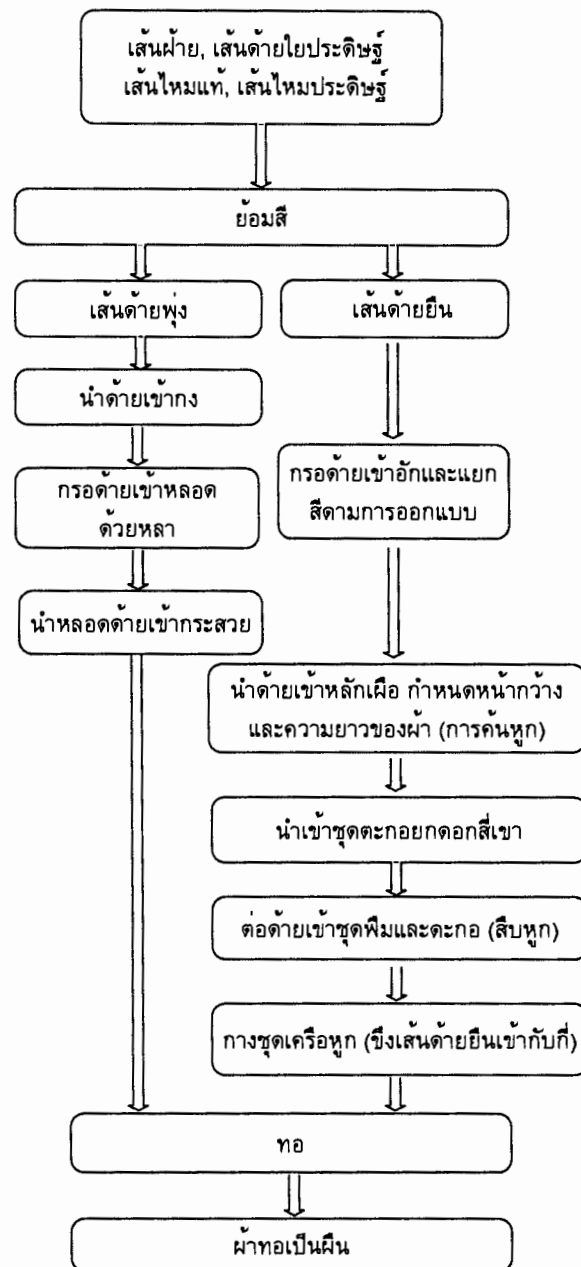 เส้นฝ้าย, เส้นด้ายใยประดิษฐ์
เส้นไหมแท้, เส้นไหมประดิษฐ์
ย้อมสี
เส้นด้ายพุ่ง
เส้นด้ายยืน
นำด้ายเข้ากง
กรอด้ายเข้าหลอด
ด้วยหลา
กรอด้ายเข้าอักและแยก
สีตามการออกแบบ
นำหลอดด้ายเข้ากระสวย
นำด้ายเข้าหลักเผือ กำหนดหน้ากว้าง
และความยาวของผ้า (การค้นหูก)
นำเข้าชุดตะกอยกดอกสี่เขา
ต่อด้ายเข้าชุดฟืมและตะกอ (สืบหูก)
กางชุดเครือหูก (ขึงเส้นด้ายยืนเข้ากับกี่)
ทอ
ผ้าทอเป็นผืน